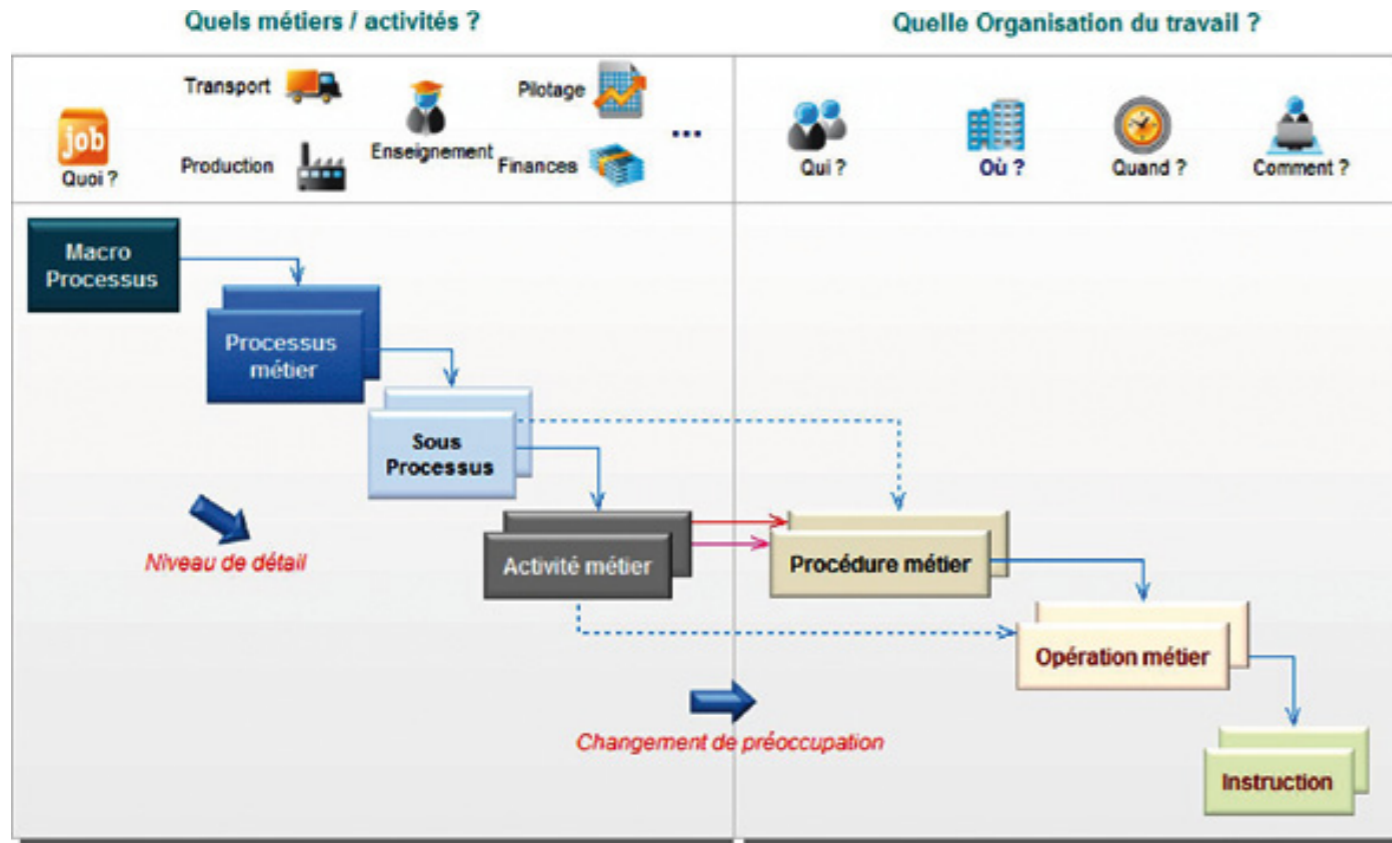 Quels métiers / activités ?
Quelle Organisation du travail ?
job
Quoi ?
Transport
Production
Enseignement
Pilotage
Finances
...
Qui ?
Où ?
Quand ?
Comment ?
Macro
Processus
Processus
métier
Sous
Processus
Niveau de détail
Activité métier
Procédure métier
Opération métier
Changement de préoccupation
Instruction